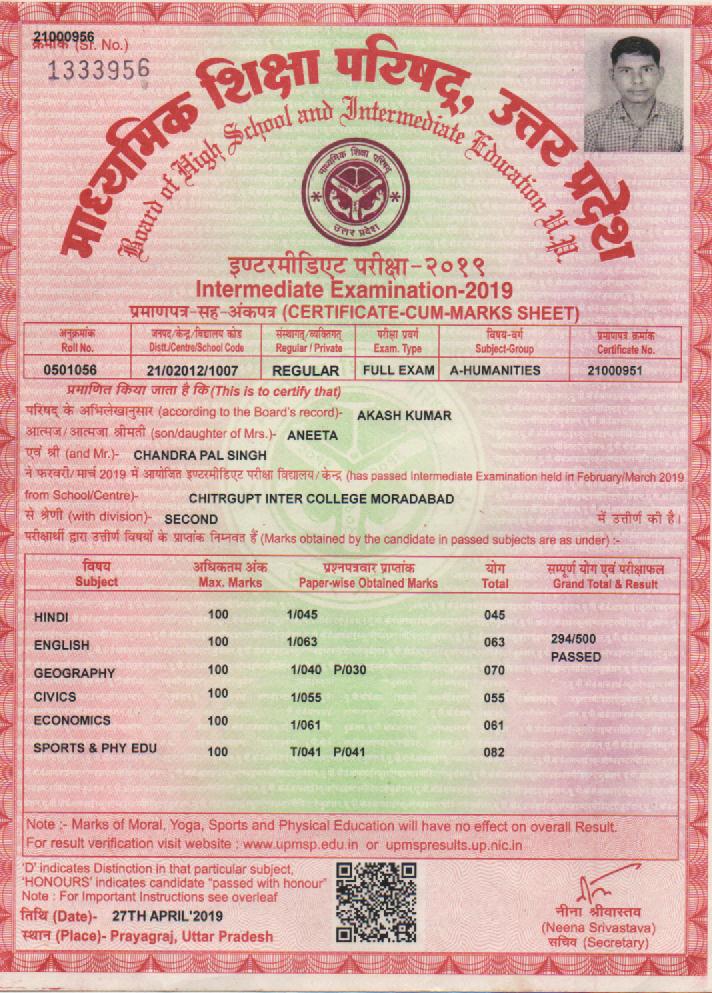 21000956
क्रमांक (Sr. No.)
1333956
माध्यमिक शिक्षा परिषद्, उत्तर प्रदेश
Board of High School and Intermediate Education U.P.
माध्यमिक शिक्षा परिषद्
उत्तर प्रदेश
इण्टरमीडिएट परीक्षा-२०१९
Intermediate Examination-2019
प्रमाणपत्र-सह-अंकपत्र (CERTIFICATE-CUM-MARKS SHEET)
अनुक्रमांक जनपद/केन्द्र/विद्यालय कोड संस्थागत/व्यक्तिगत परीक्षा प्रवर्ग विषय-वर्ग प्रमाणपत्र क्रमांक
Roll No. Distt./Centre/School Code Regular / Private Exam. Type Subject-Group Certificate No.
0501056 21/02012/1007 REGULAR FULL EXAM A-HUMANITIES 21000951
प्रमाणित किया जाता है कि (This is to certify that)
परिषद् के अभिलेखानुसार (according to the Board's record)- AKASH KUMAR
आत्मज/आत्मजा श्रीमती (son/daughter of Mrs.)- ANEETA
एवं श्री (and Mr.)- CHANDRA PAL SINGH
ने फरवरी/मार्च 2019 में आयोजित इण्टरमीडिएट परीक्षा विद्यालय/केन्द्र (has passed Intermediate Examination held in February/March 2019
from School/Centre)- CHITRGUPT INTER COLLEGE MORADABAD
से श्रेणी (with division)- SECOND में उत्तीर्ण की है।
परीक्षार्थी द्वारा उत्तीर्ण विषयों के प्राप्तांक निम्नवत हैं (Marks obtained by the candidate in passed subjects are as under) :-
विषय अधिकतम अंक प्रश्नपत्रवार प्राप्तांक योग सम्पूर्ण योग एवं परीक्षाफल
Subject Max. Marks Paper-wise Obtained Marks Total Grand Total & Result
HINDI 100 1/045 045
ENGLISH 100 1/063 063 294/500
PASSED
GEOGRAPHY 100 1/040 P/030 070
CIVICS 100 1/055 055
ECONOMICS 100 1/061 061
SPORTS & PHY EDU 100 T/041 P/041 082
Note :- Marks of Moral, Yoga, Sports and Physical Education will have no effect on overall Result.
For result verification visit website : www.upmsp.edu.in or upmspresults.up.nic.in
'D' indicates Distinction in that particular subject,
'HONOURS' indicates candidate "passed with honour"
Note : For Important Instructions see overleaf
तिथि (Date)- 27TH APRIL'2019
स्थान (Place)- Prayagraj, Uttar Pradesh
नीना श्रीवास्तव
(Neena Srivastava)
सचिव (Secretary)